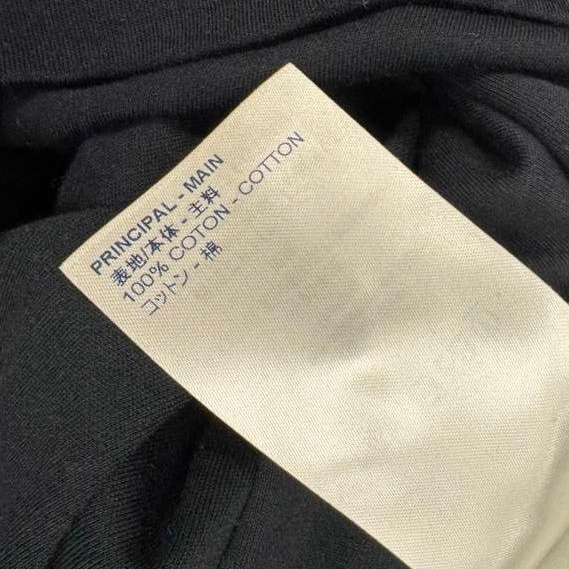 PRINCIPAL - MAIN
表地/本体 - 主料
100% COTON - COTTON
コットン - 棉